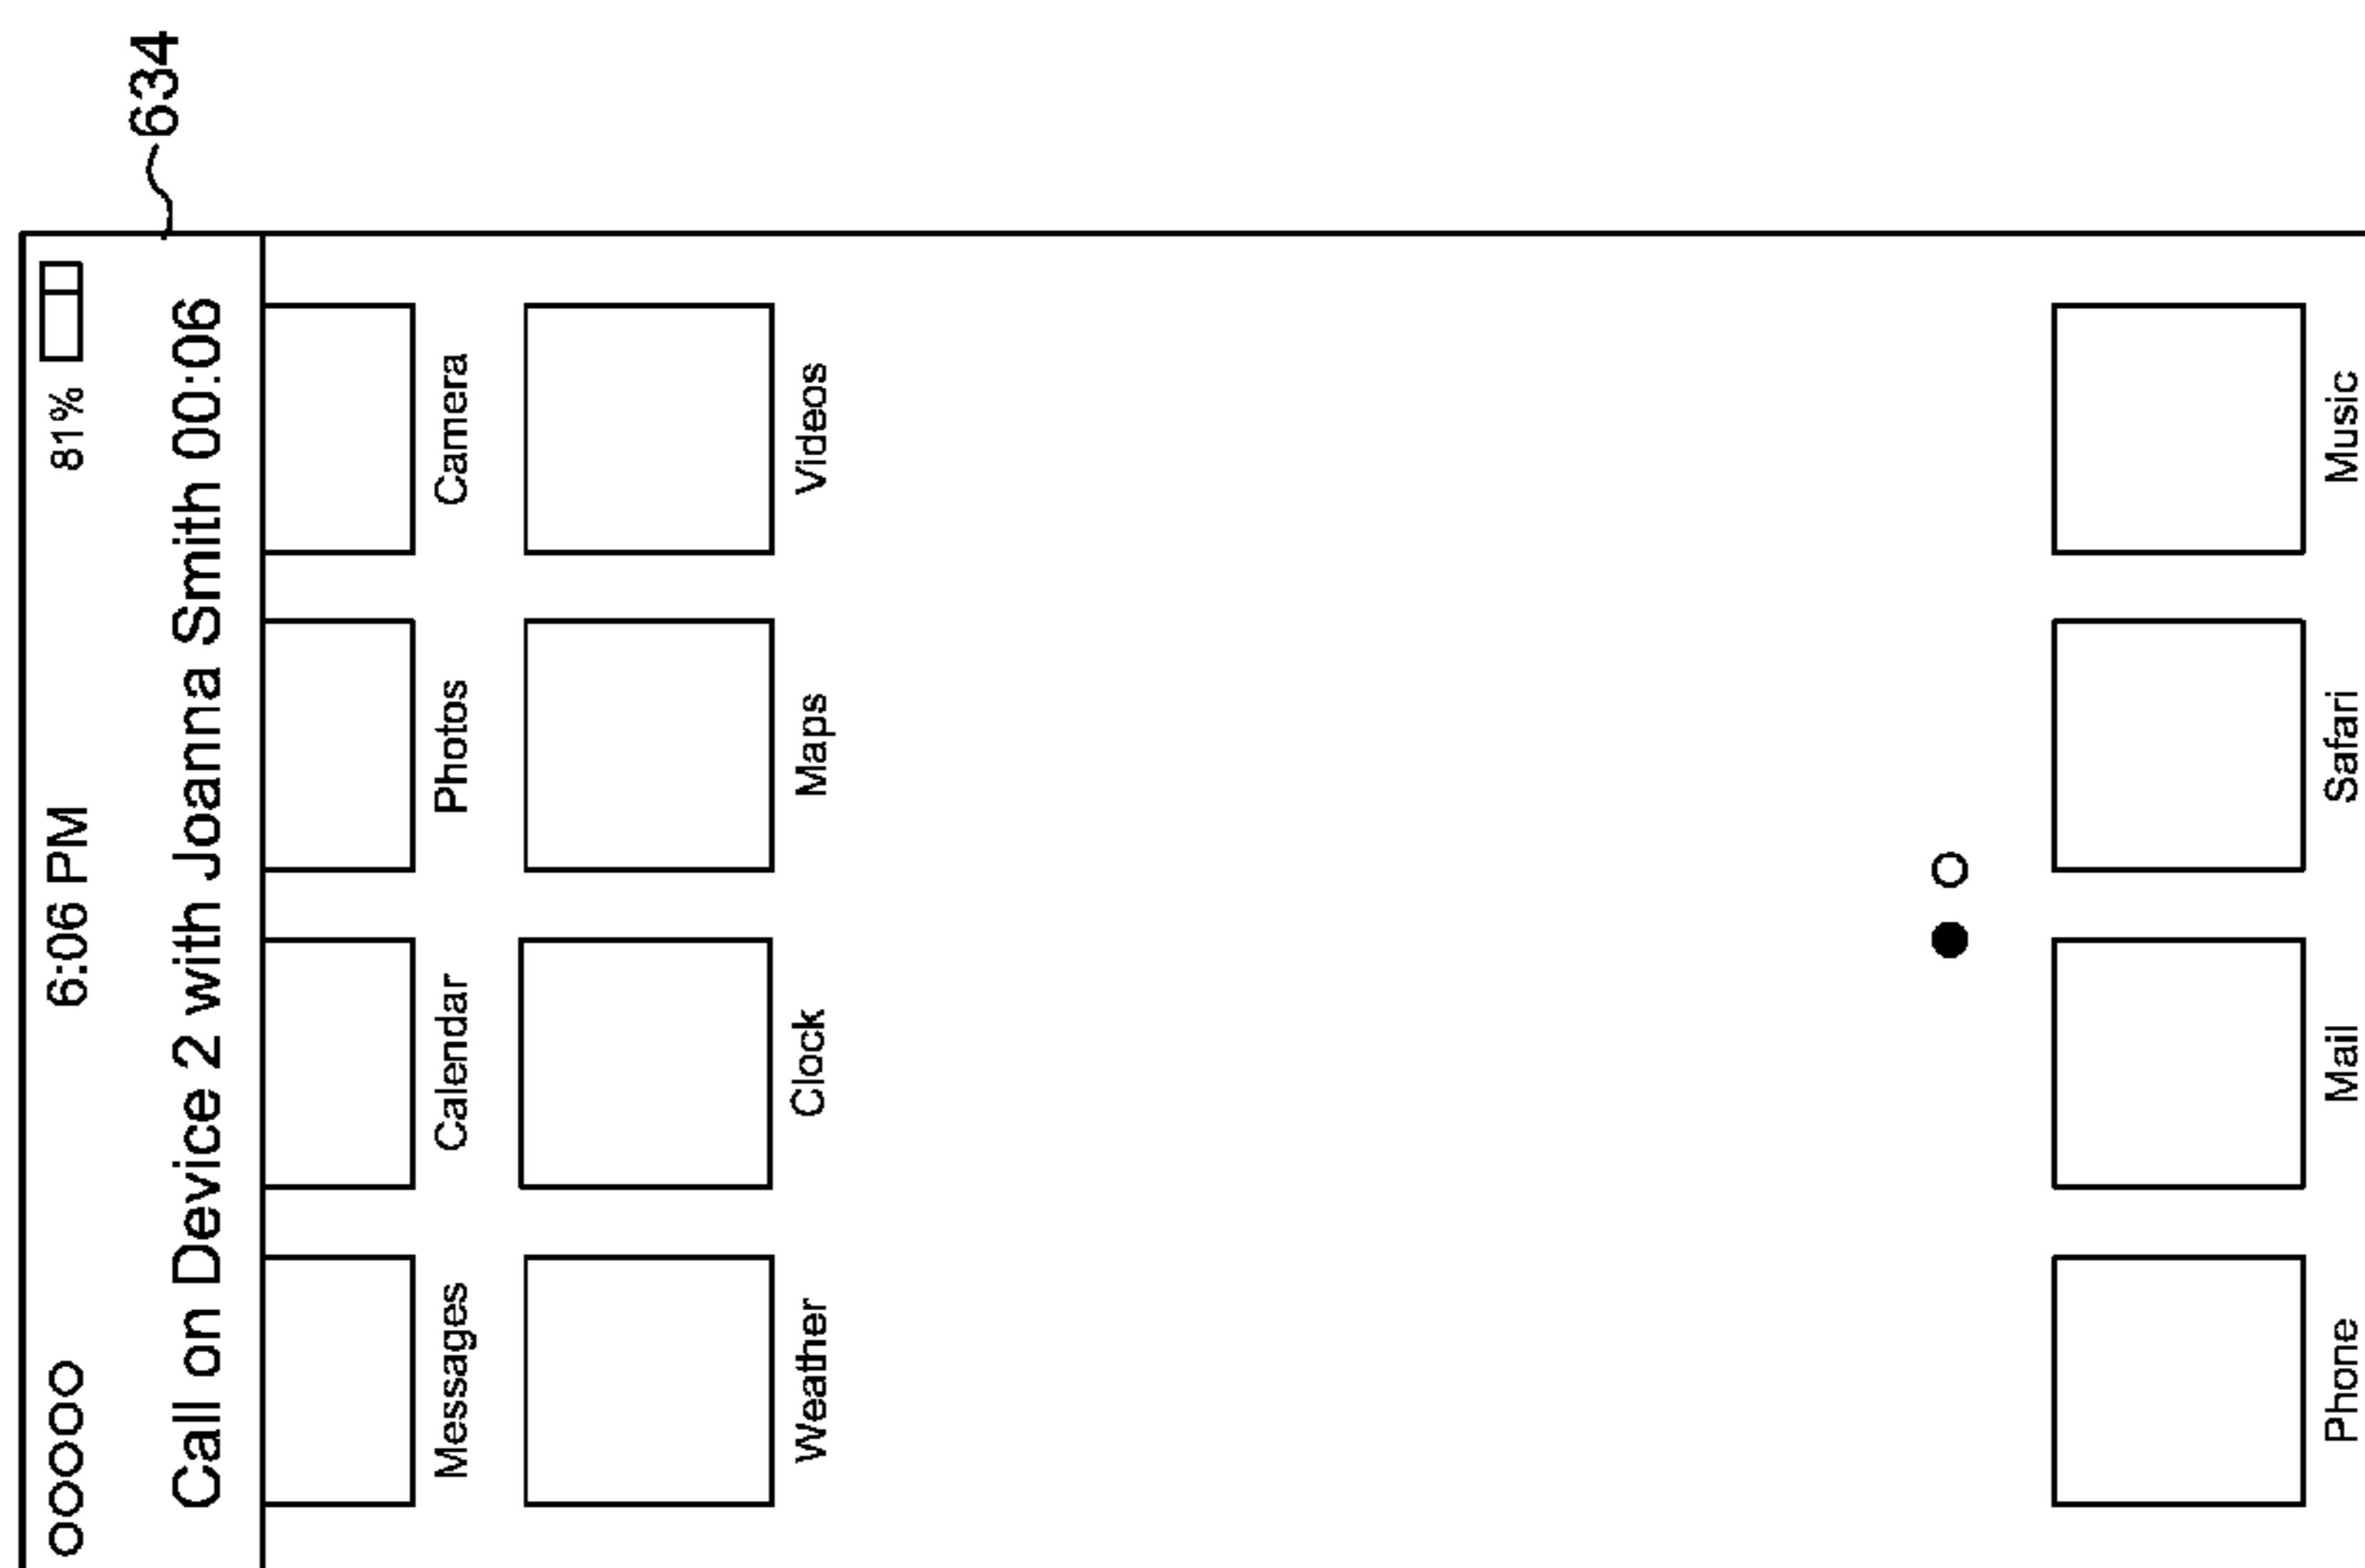 634
6:06 PM 81%
Call on Device 2 with Joanna Smith 00:06
Messages Calendar Photos Camera
Weather Clock Maps Videos
Phone Mail Safari Music